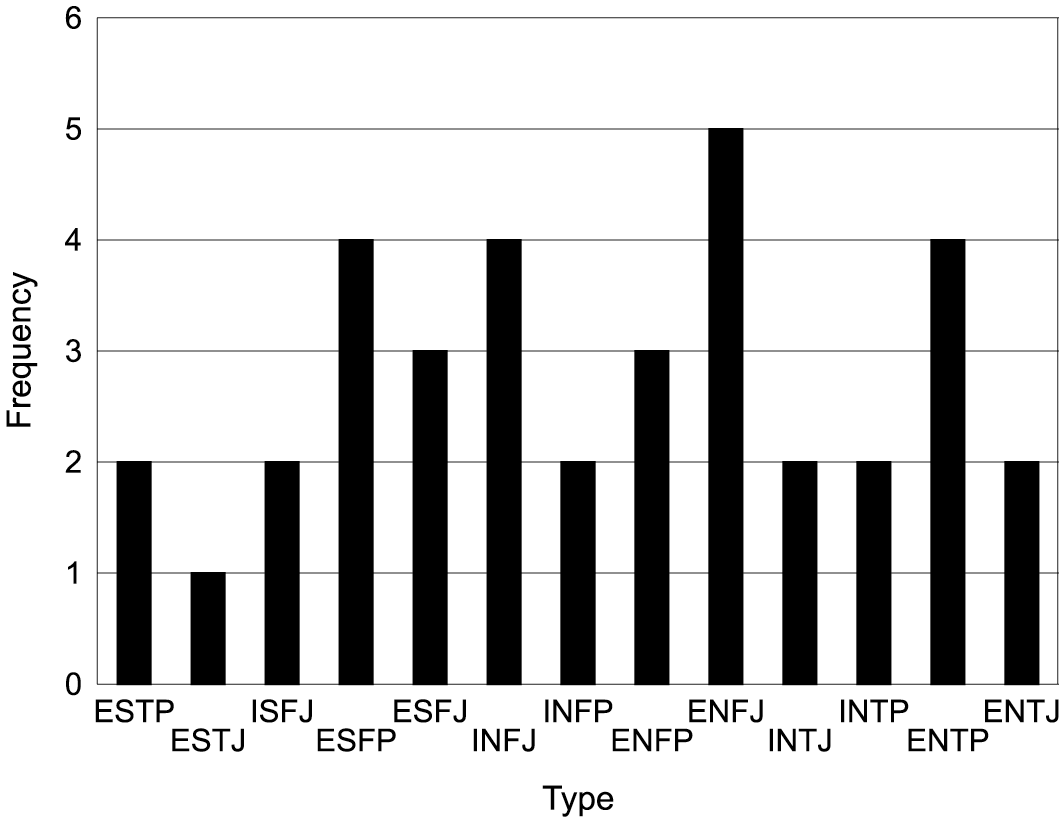 6
5
4
3
2
1
0
Frequency
ESTP ISFJ ESFJ INFP ENFJ INTP ENTJ
ESTJ ESFP INFJ ENFP INTJ ENTP
Type